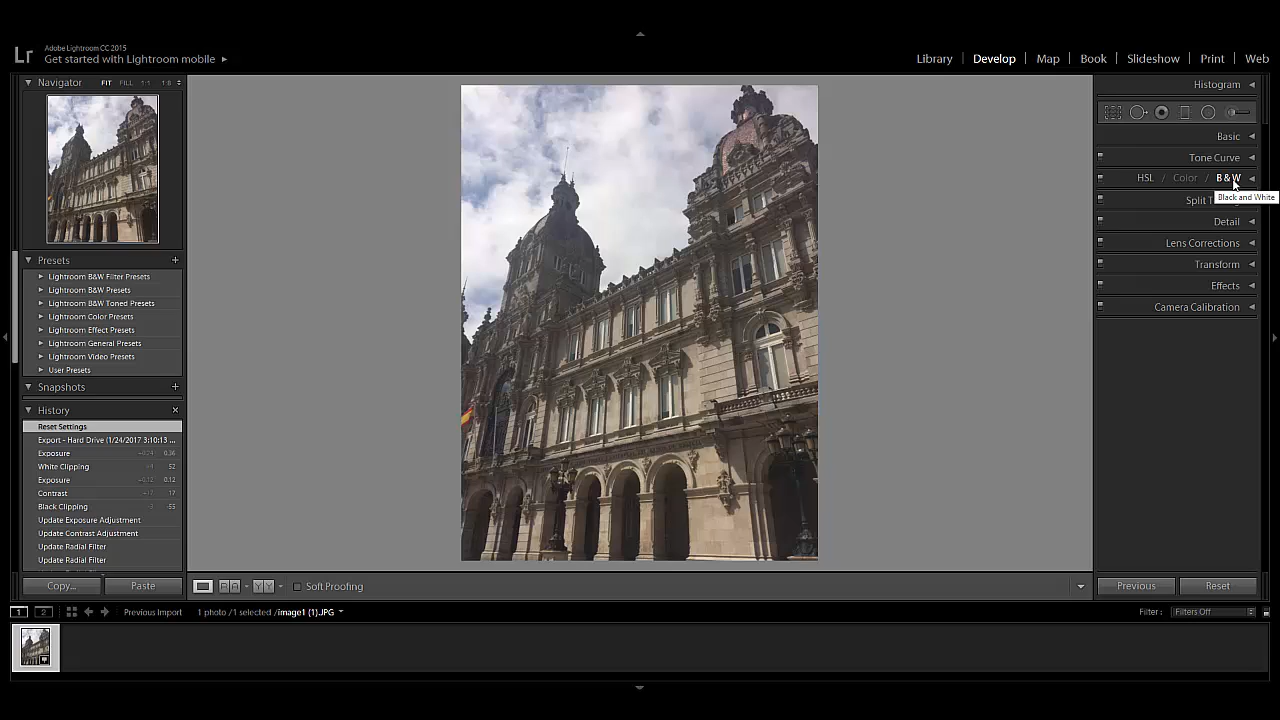 Lr Adobe Lightroom CC 2015
Get started with Lightroom mobile
Library | Develop | Map | Book | Slideshow | Print | Web
Navigator FIT FILL 1:1 1:8
Histogram
Basic
Tone Curve
HSL / Color / B & W
Black and White
Split T
Detail
Lens Corrections
Transform
Effects
Camera Calibration
Presets +
Lightroom B&W Filter Presets
Lightroom B&W Presets
Lightroom B&W Toned Presets
Lightroom Color Presets
Lightroom Effect Presets
Lightroom General Presets
Lightroom Video Presets
User Presets
Snapshots +
History ×
Reset Settings
Export - Hard Drive (1/24/2017 3:10:13 ...
Exposure +0.24 0.36
White Clipping 52
Exposure +0.12 0.12
Contrast +17 17
Black Clipping -55
Update Exposure Adjustment
Update Contrast Adjustment
Update Radial Filter
Update Radial Filter
Copy... Paste
Soft Proofing
Previous Reset
1 2 Previous Import 1 photo / 1 selected / image1 (1).JPG
Filter : Filters Off